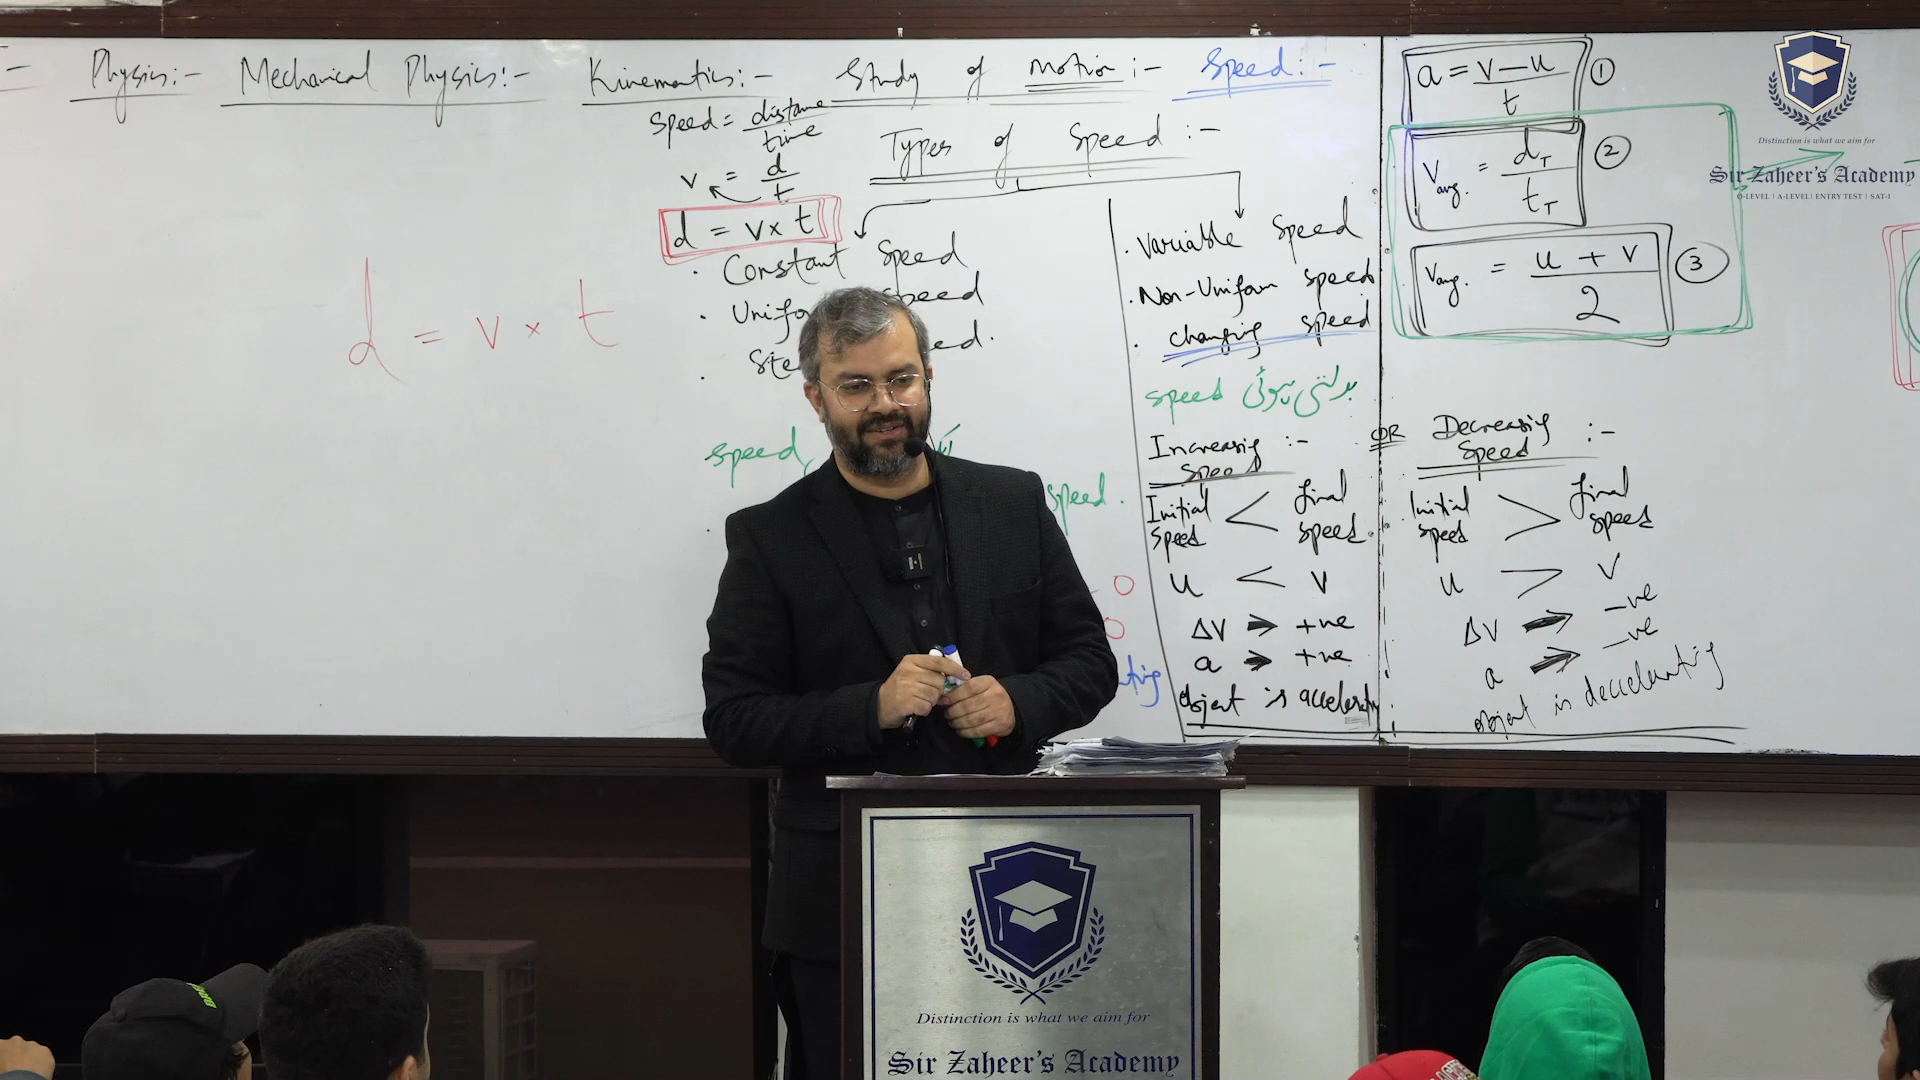 Physics:-
Mechanical Physics:-
Kinematics:-
Study of Motion:-
Speed:-
speed = distance
time
v = d
t
d = v × t
d = v × t
Types of Speed :-
· Constant Speed
· Speed
speed
· Variable Speed
· Non-Uniform speed
· changing speed
بدلتی ہوئی speed
Increasing :-
Speed
Initial < final
speed speed
u < v
ΔV → +ve
a → +ve
object is
OR
Decreasing :-
Speed
Initial > final
speed speed
u > v
ΔV → -ve
a → -ve
object is
speed.
0
0
a = v - u
t
①
Vavg. = dT
tT
②
Vavg. = u + v
2
③
Distinction is what we aim for
Sir Zaheer's Academy
O-LEVEL | A-LEVEL | ENTRY TEST | SAT-I
Distinction is what we aim for
Sir Zaheer's Academy